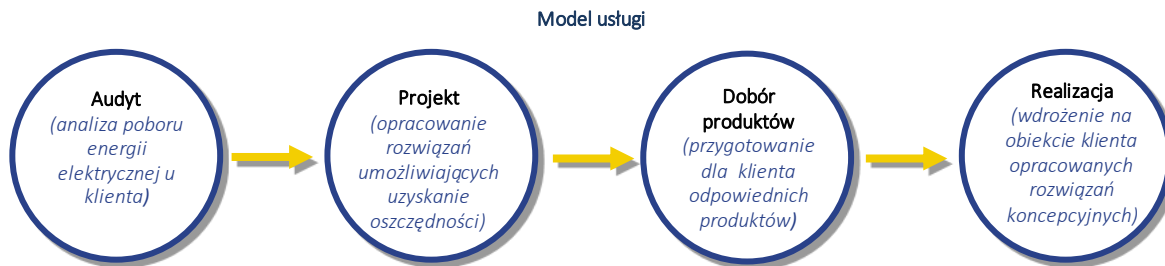 Model usługi
Audyt
(analiza poboru
energii
elektrycznej u
klienta)
Projekt
(opracowanie
rozwiązań
umożliwiających
uzyskanie
oszczędności)
Dobór
produktów
(przygotowanie
dla klienta
odpowiednich
produktów)
Realizacja
(wdrożenie na
obiekcie klienta
opracowanych
rozwiązań
koncepcyjnych)